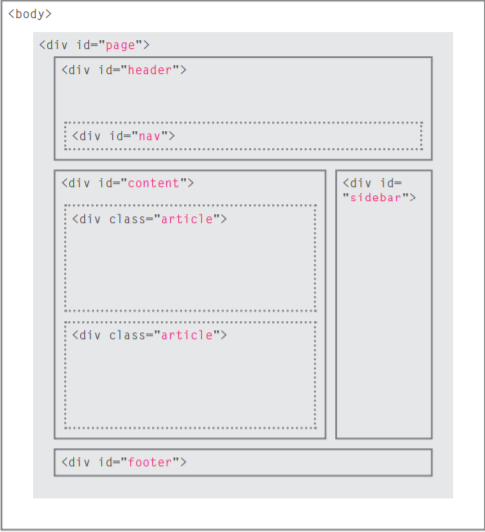 <body>
<div id="page">
<div id="header">
<div id="nav">
<div id="content">
<div class="article">
<div class="article">
<div id=
"sidebar">
<div id="footer">